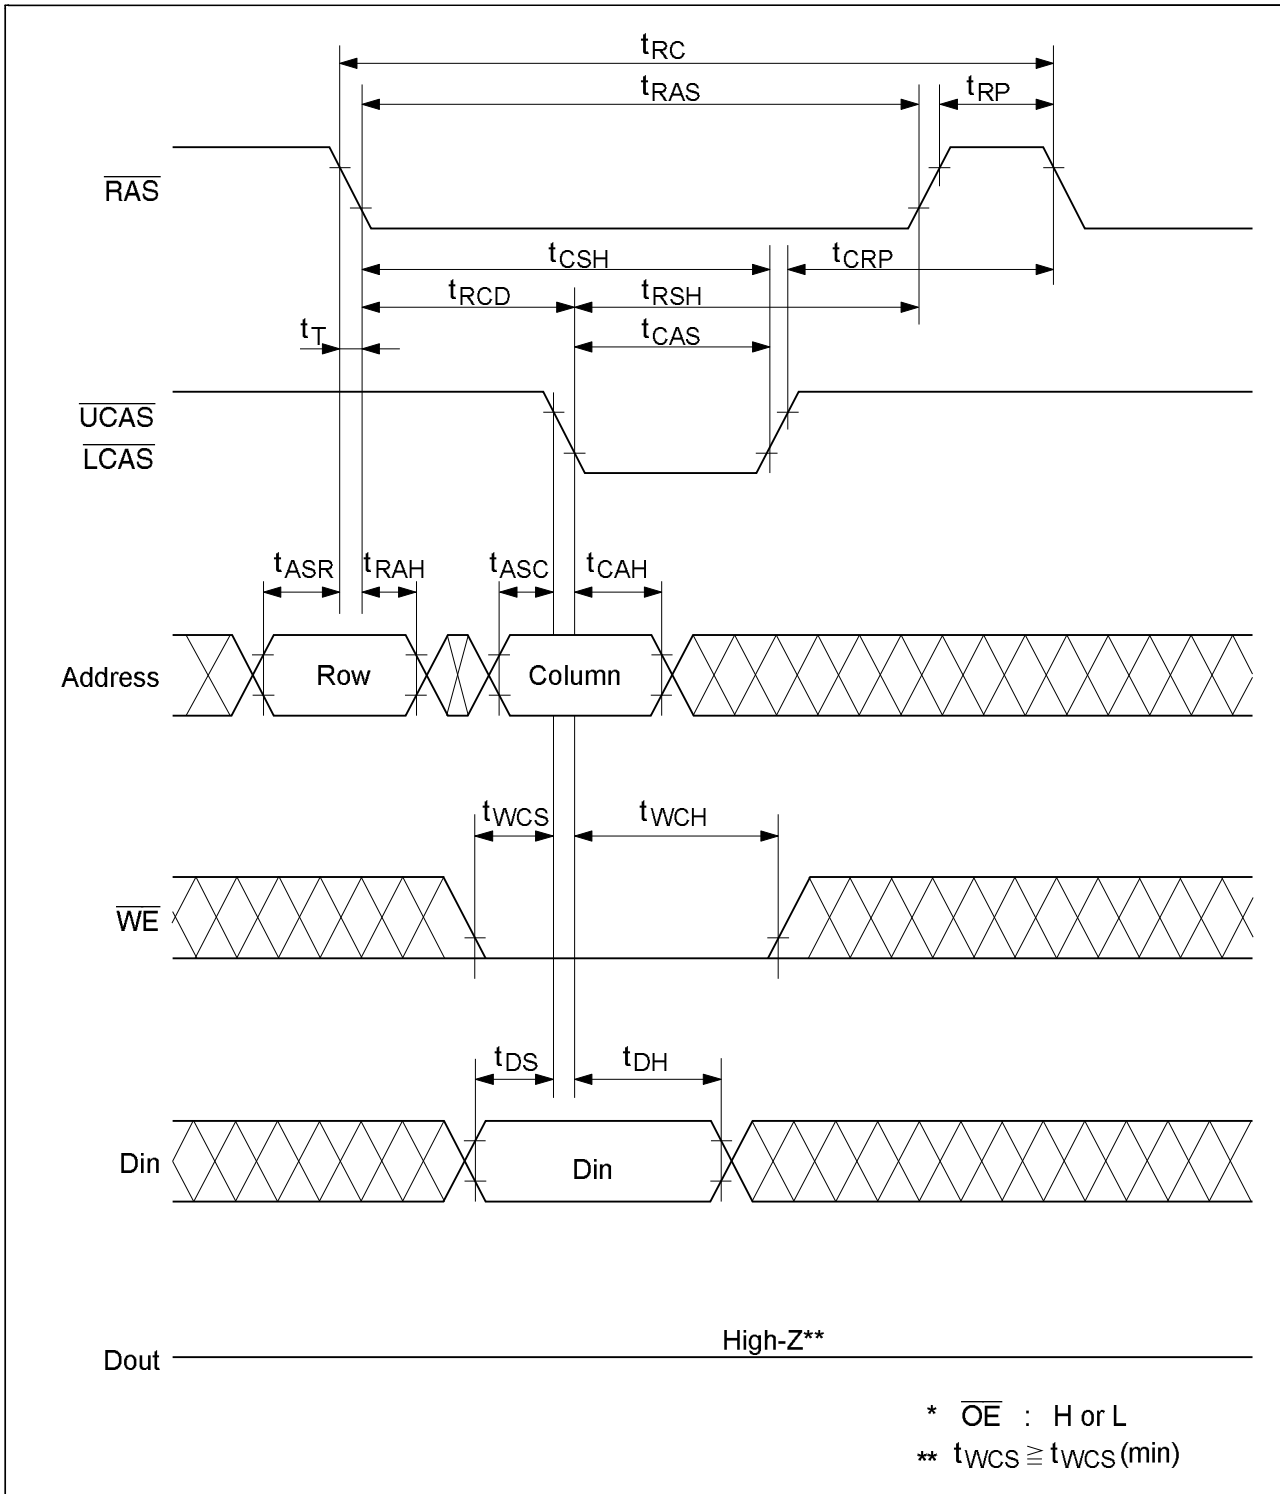 tRC
tRAS
tRP
RAS
tCSH
tCRP
tRCD
tRSH
tT
tCAS
UCAS
LCAS
tASR
tRAH
tASC
tCAH
Address
Row
Column
tWCS
tWCH
WE
tDS
tDH
Din
Din
High-Z**
Dout
* OE : H or L
** tWCS ≧ tWCS (min)